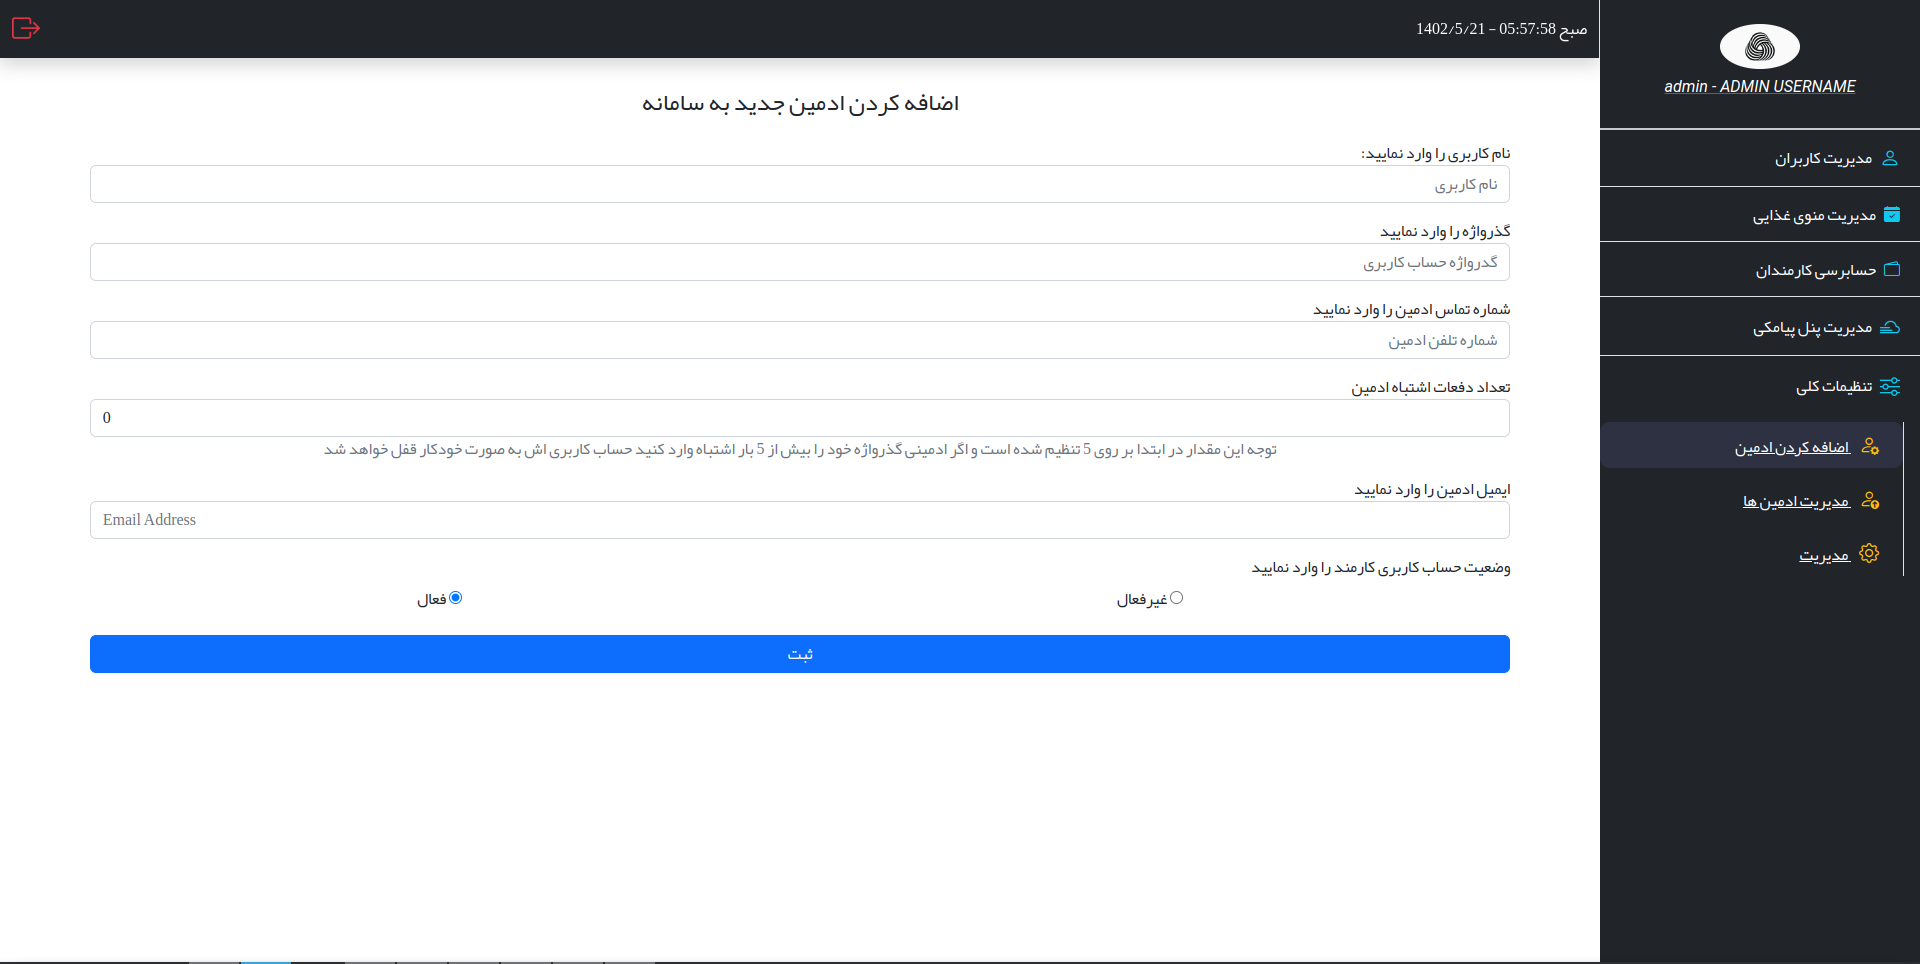 صبح 05:57:58 - 1402/5/21
admin - ADMIN USERNAME
مدیریت کاربران
مدیریت منوی غذایی
حسابرسی کارمندان
مدیریت پنل پیامکی
تنظیمات کلی
اضافه کردن ادمین
مدیریت ادمین ها
مدیریت
اضافه کردن ادمین جدید به سامانه
نام کاربری را وارد نمایید:
نام کاربری
گذرواژه را وارد نمایید
گدرواژه حساب کاربری
شماره تماس ادمین را وارد نمایید
شماره تلفن ادمین
تعداد دفعات اشتباه ادمین
0
توجه این مقدار در ابتدا بر روی 5 تنظیم شده است و اگر ادمینی گذرواژه خود را بیش از 5 بار اشتباه وارد کنید حساب کاربری اش به صورت خودکار قفل خواهد شد
ایمیل ادمین را وارد نمایید
Email Address
وضعیت حساب کاربری کارمند را وارد نمایید
غیرفعال
فعال
ثبت